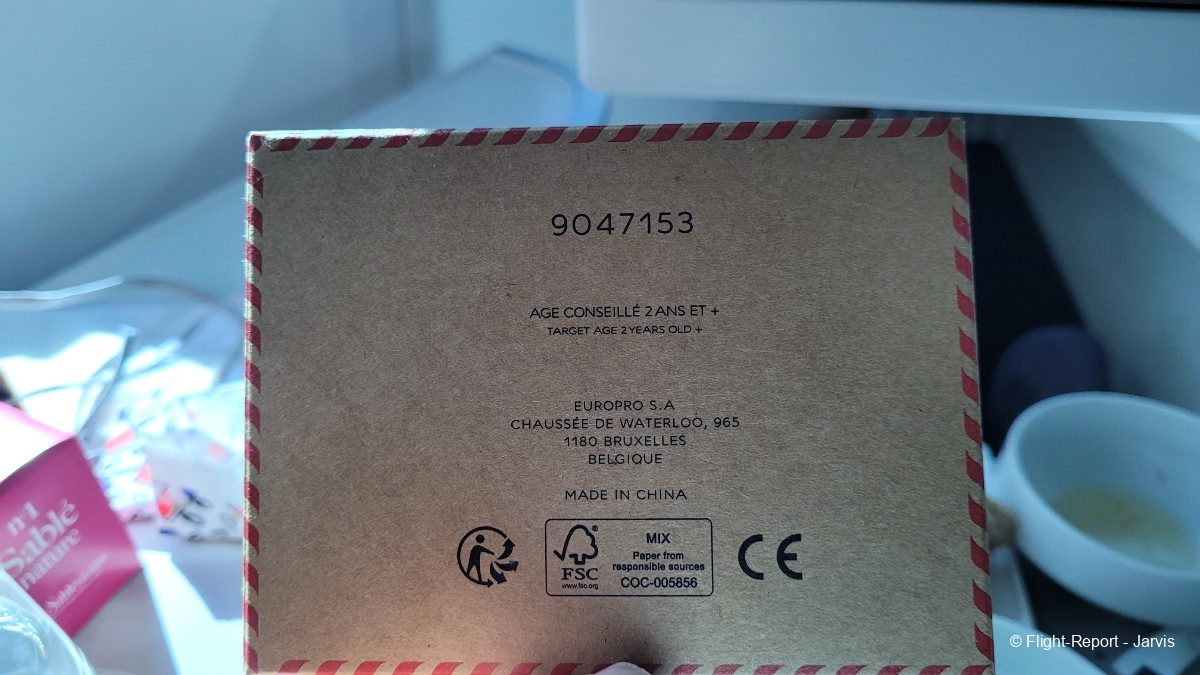 9047153
AGE CONSEILLÉ 2 ANS ET +
TARGET AGE 2 YEARS OLD +
EUROPRO S.A
CHAUSSÉE DE WATERLOO, 965
1180 BRUXELLES
BELGIQUE
MADE IN CHINA
FSC®
www.fsc.org
MIX
Paper from
responsible sources
COC-005856
CE
n°1
Sablé
nature
© Flight-Report - Jarvis